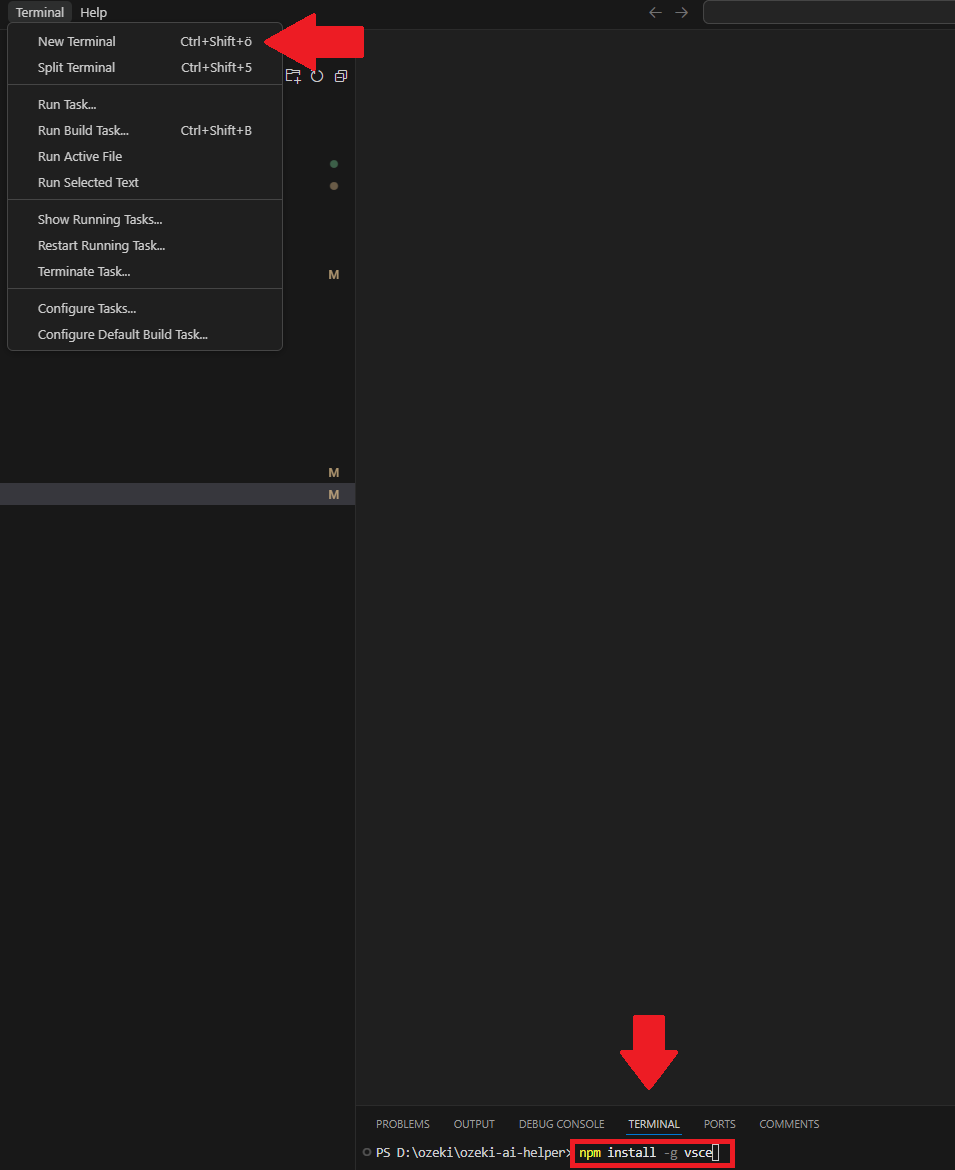 Terminal Help
New Terminal Ctrl+Shift+ö
Split Terminal Ctrl+Shift+5
Run Task...
Run Build Task... Ctrl+Shift+B
Run Active File
Run Selected Text
Show Running Tasks...
Restart Running Task...
Terminate Task...
M
Configure Tasks...
Configure Default Build Task...
M
M
PROBLEMS OUTPUT DEBUG CONSOLE TERMINAL PORTS COMMENTS
PS D:\ozeki\ozeki-ai-helper> npm install -g vsce